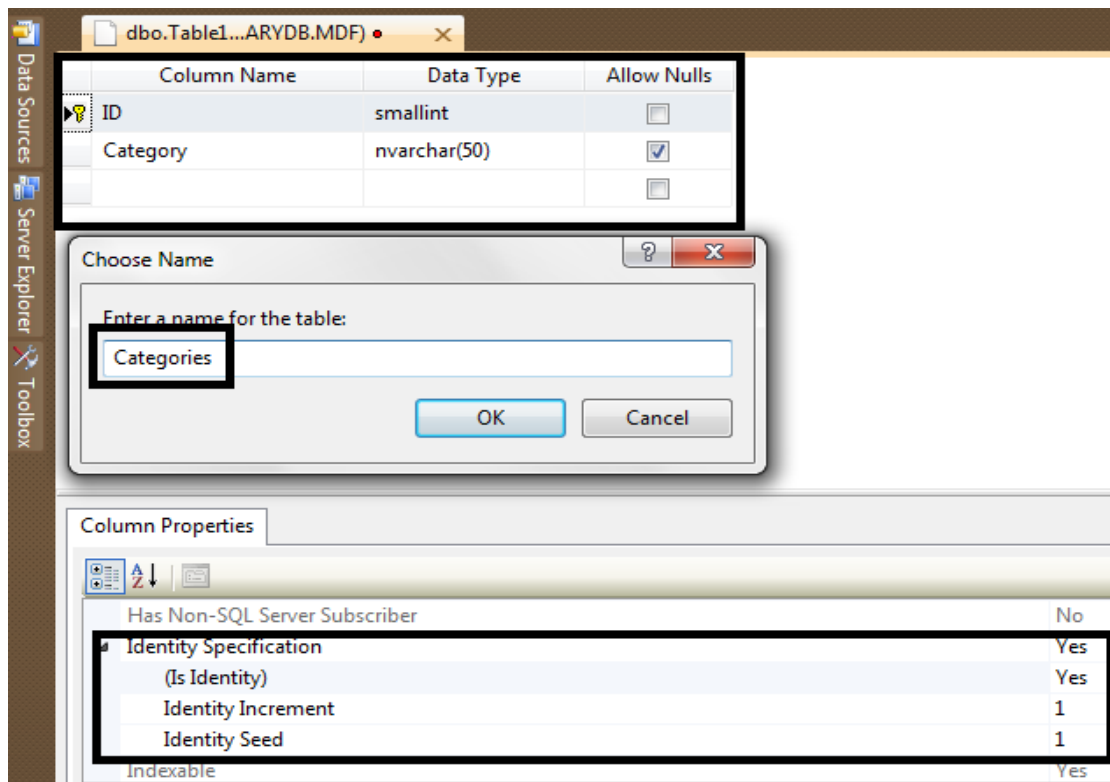 dbo.Table1...ARYDB.MDF)
Data Sources
Server Explorer
Toolbox
Column Name Data Type Allow Nulls
ID smallint
Category nvarchar(50)
Choose Name
Enter a name for the table:
Categories
OK Cancel
Column Properties
Has Non-SQL Server Subscriber No
Identity Specification Yes
(Is Identity) Yes
Identity Increment 1
Identity Seed 1
Indexable Yes